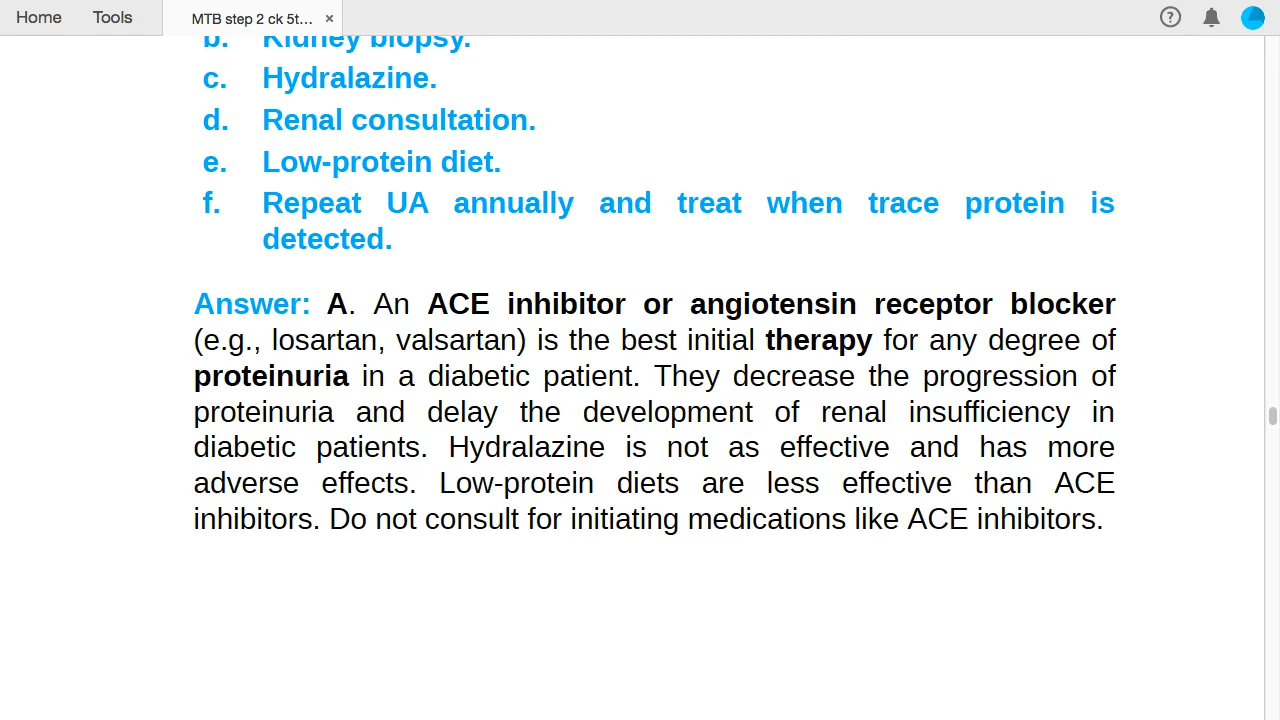 Home Tools MTB step 2 ck 5t... ×
b. Kidney biopsy.
c. Hydralazine.
d. Renal consultation.
e. Low-protein diet.
f. Repeat UA annually and treat when trace protein is
detected.
Answer: A. An ACE inhibitor or angiotensin receptor blocker
(e.g., losartan, valsartan) is the best initial therapy for any degree of
proteinuria in a diabetic patient. They decrease the progression of
proteinuria and delay the development of renal insufficiency in
diabetic patients. Hydralazine is not as effective and has more
adverse effects. Low-protein diets are less effective than ACE
inhibitors. Do not consult for initiating medications like ACE inhibitors.